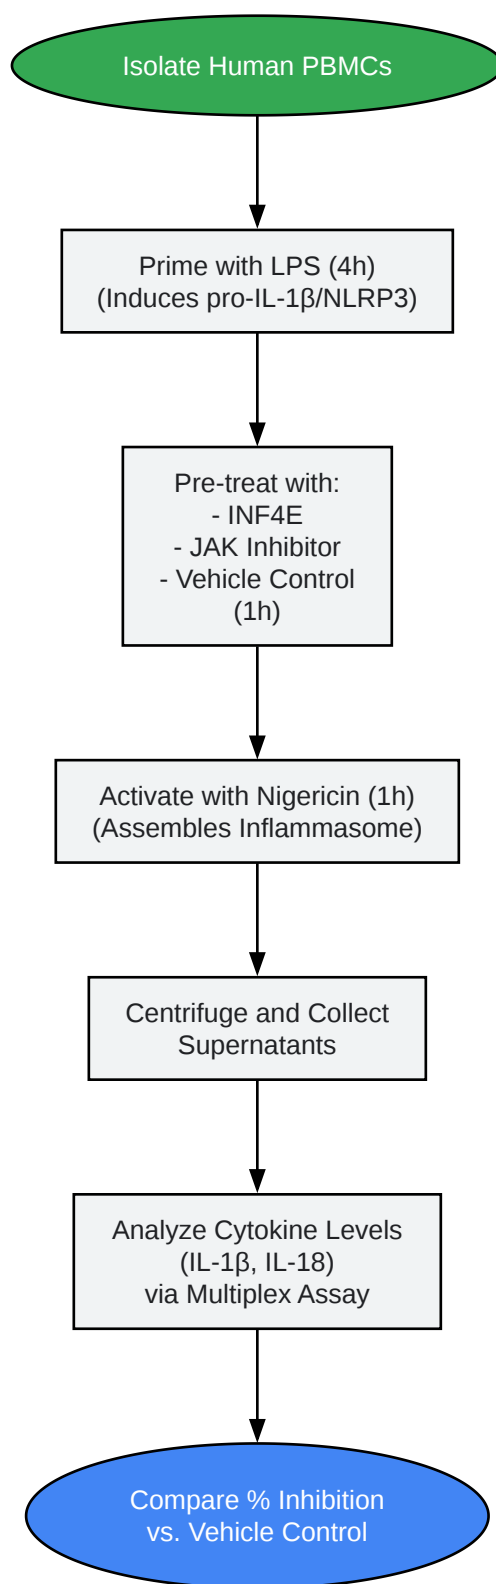 Isolate Human PBMCs
Prime with LPS (4h)
(Induces pro-IL-1β/NLRP3)
Pre-treat with:
- INF4E
- JAK Inhibitor
- Vehicle Control
(1h)
Activate with Nigericin (1h)
(Assembles Inflammasome)
Centrifuge and Collect
Supernatants
Analyze Cytokine Levels
(IL-1β, IL-18)
via Multiplex Assay
Compare % Inhibition
vs. Vehicle Control